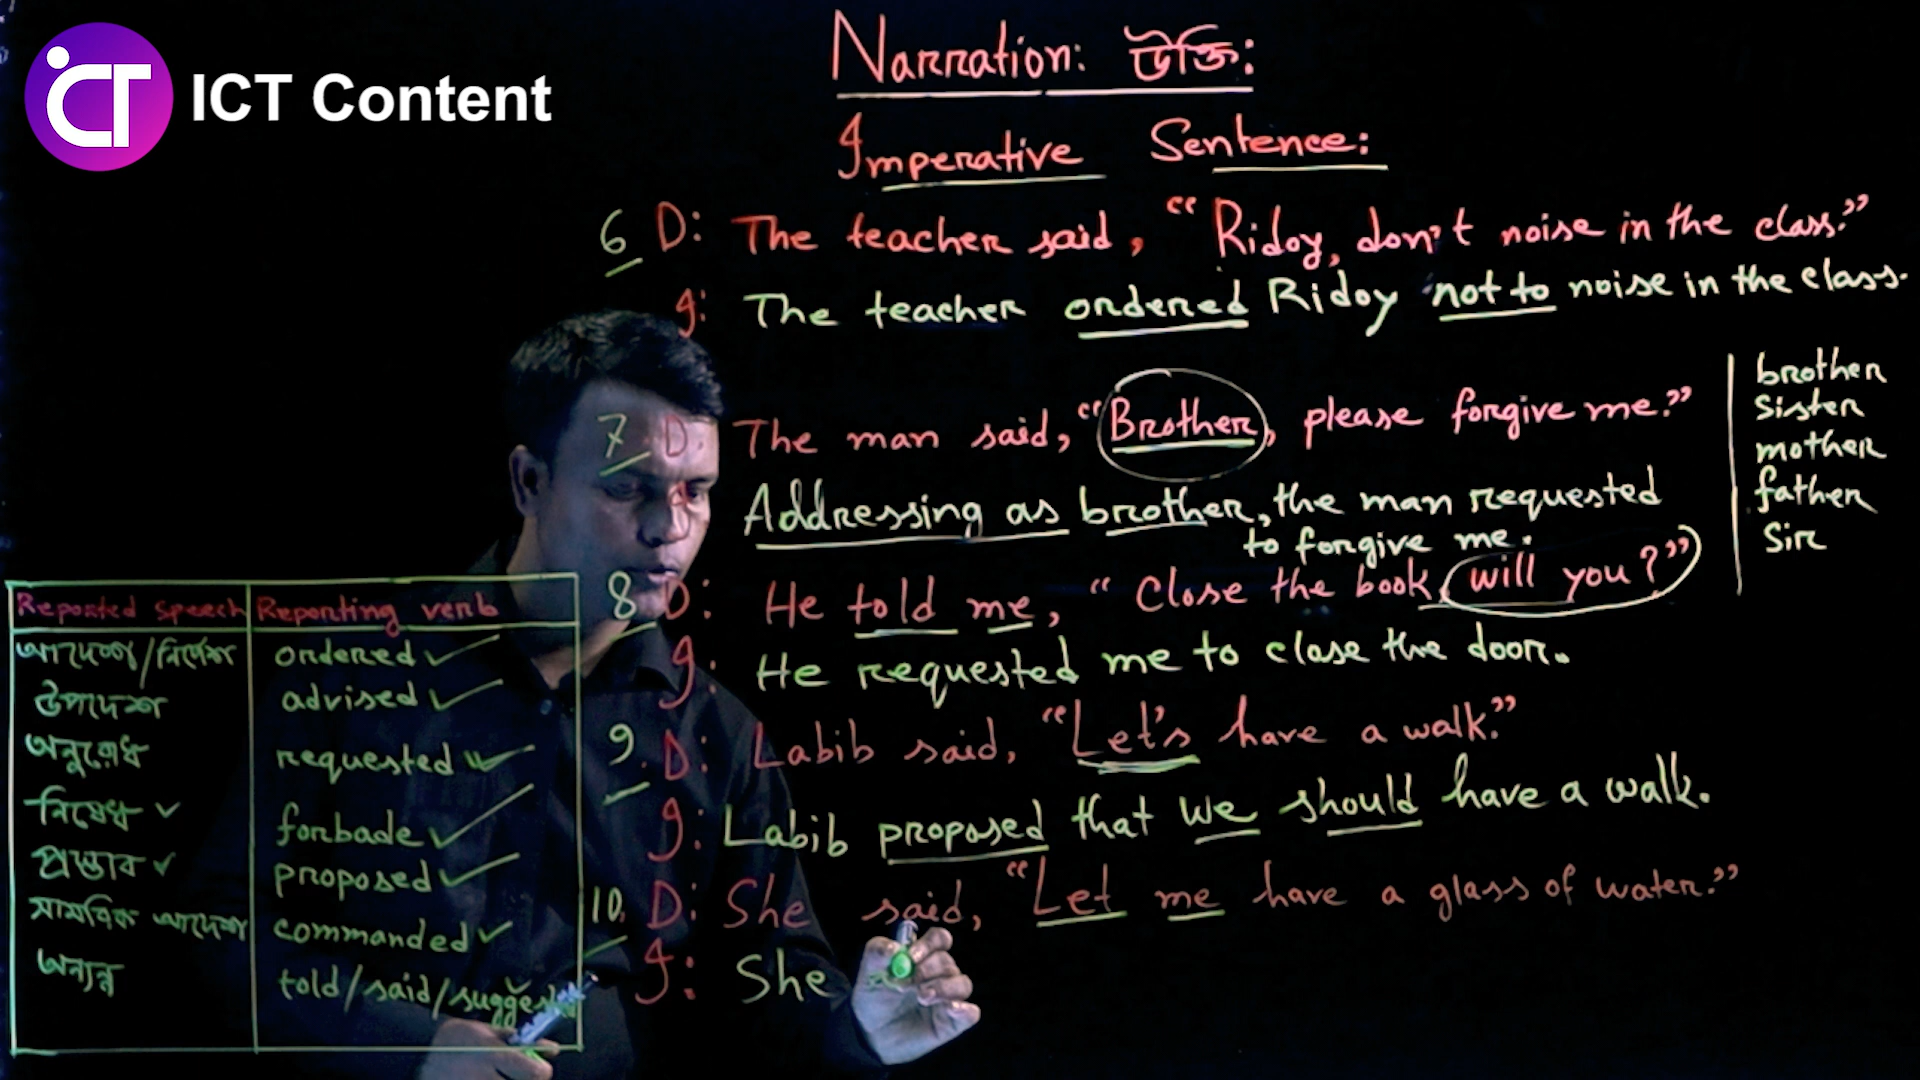 ICT Content
Narration: উক্তি:
Imperative Sentence:
6 D: The teacher said, “Ridoy, don't noise in the class.”
I: The teacher ordered Ridoy not to noise in the class.
7 D: The man said, “Brother, please forgive me.”
Addressing as brother, the man requested
to forgive me.
8 D: He told me, “Close the book, will you?”
I: He requested me to close the door.
9. D: Labib said, “Let's have a walk.”
I: Labib proposed that we should have a walk.
10. D: She said, “Let me have a glass of water.”
I: She
brother
Sister
mother
father
Sir
Reported speech Reporting verb
আদেশ/নির্দেশ ordered
উপদেশ advised
অনুরোধ requested
নিষেধ forbade
প্রস্তাব proposed
সামরিক আদেশ commanded
অন্যন্ন told/said/suggested